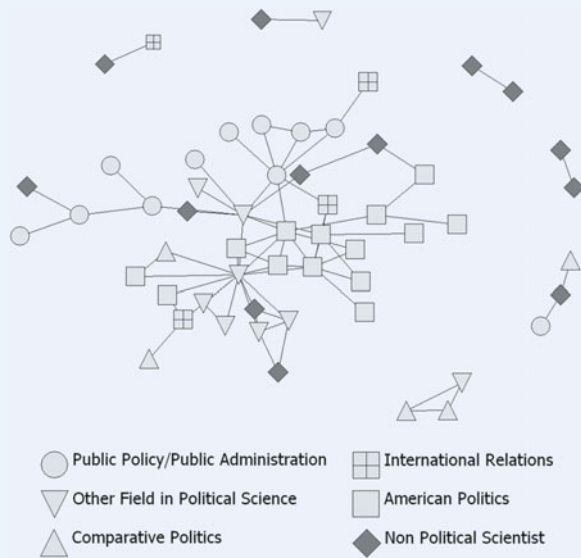 Public Policy/Public Administration
International Relations
Other Field in Political Science
American Politics
Comparative Politics
Non Political Scientist